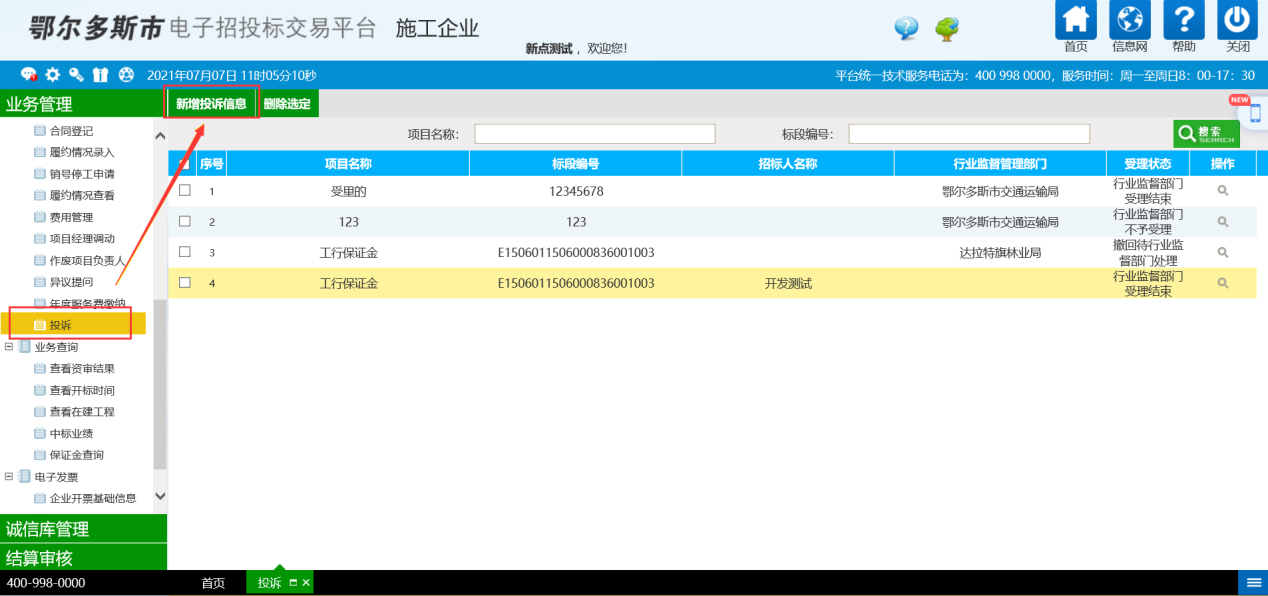 鄂尔多斯市 电子招投标交易平台 施工企业
新点测试 ，欢迎您！
首页 信息网 帮助 关闭
2021年07月07日 11时05分10秒
平台统一技术服务电话为：400 998 0000，服务时间：周一至周日8：00-17：30
业务管理
新增投诉信息 删除选定
NEW
合同登记
履约情况录入
销号停工申请
履约情况查看
费用管理
项目经理调动
作废项目负责人
异议提问
年度服务费缴纳
投诉
业务查询
查看资审结果
查看开标时间
查看在建工程
中标业绩
保证金查询
电子发票
企业开票基础信息
诚信库管理
结算审核
项目名称： 标段编号： 搜索 SEARCH
序号 项目名称 标段编号 招标人名称 行业监督管理部门 受理状态 操作
1 受里的 12345678 鄂尔多斯市交通运输局 行业监督部门
受理结束
2 123 123 鄂尔多斯市交通运输局 行业监督部门
不予受理
3 工行保证金 E1506011506000836001003 达拉特旗林业局 撤回待行业监
督部门处理
4 工行保证金 E1506011506000836001003 开发测试 行业监督部门
受理结束
400-998-0000 首页 投诉